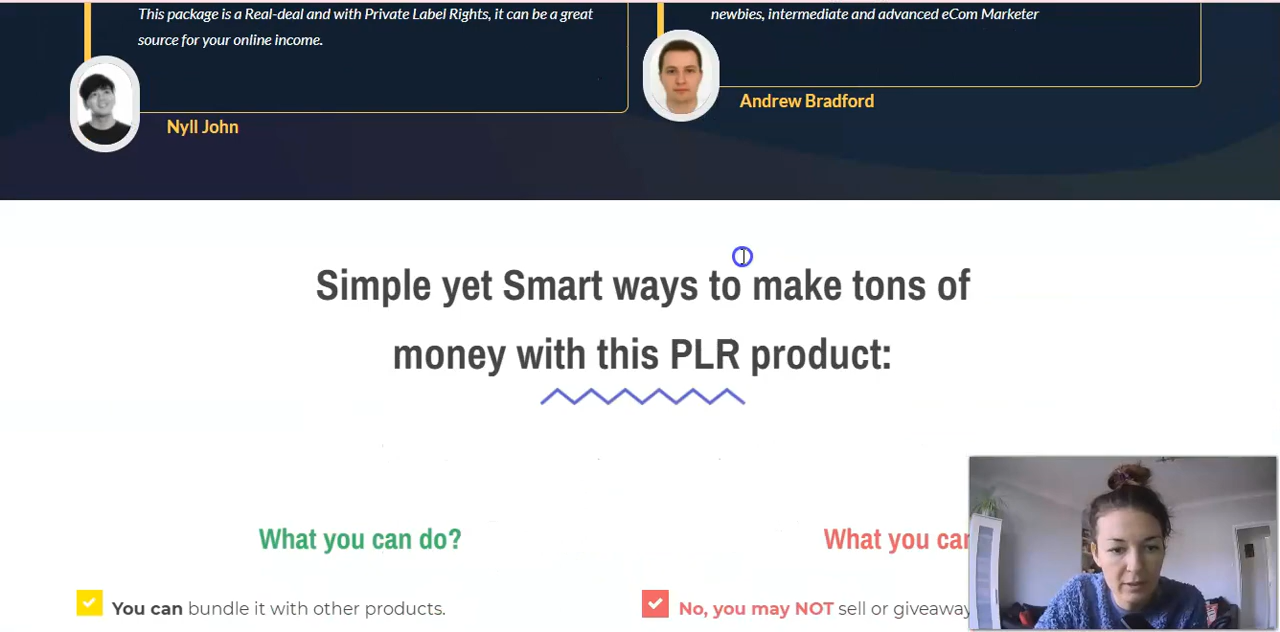 This package is a Real-deal and with Private Label Rights, it can be a great
source for your online income.
Nyll John
newbies, intermediate and advanced eCom Marketer
Andrew Bradford
Simple yet Smart ways to make tons of
money with this PLR product:
What you can do?
You can bundle it with other products.
What you
No, you may NOT sell or giveaway